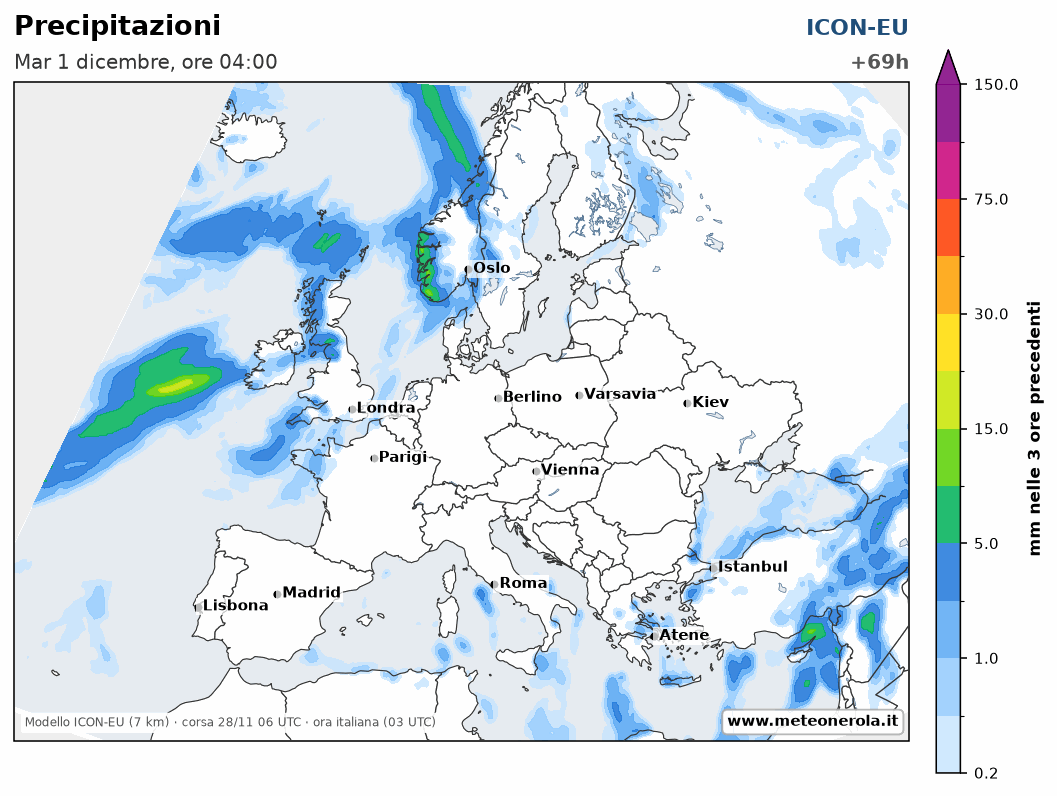 Precipitazioni
ICON-EU
Mar 1 dicembre, ore 04:00
+69h
150.0
75.0
30.0
15.0
5.0
1.0
0.2
mm nelle 3 ore precedenti
Oslo
Berlino
Varsavia
Kiev
Londra
Parigi
Vienna
Istanbul
Roma
Madrid
Lisbona
Atene
Modello ICON-EU (7 km) · corsa 28/11 06 UTC · ora italiana (03 UTC)
www.meteonerola.it